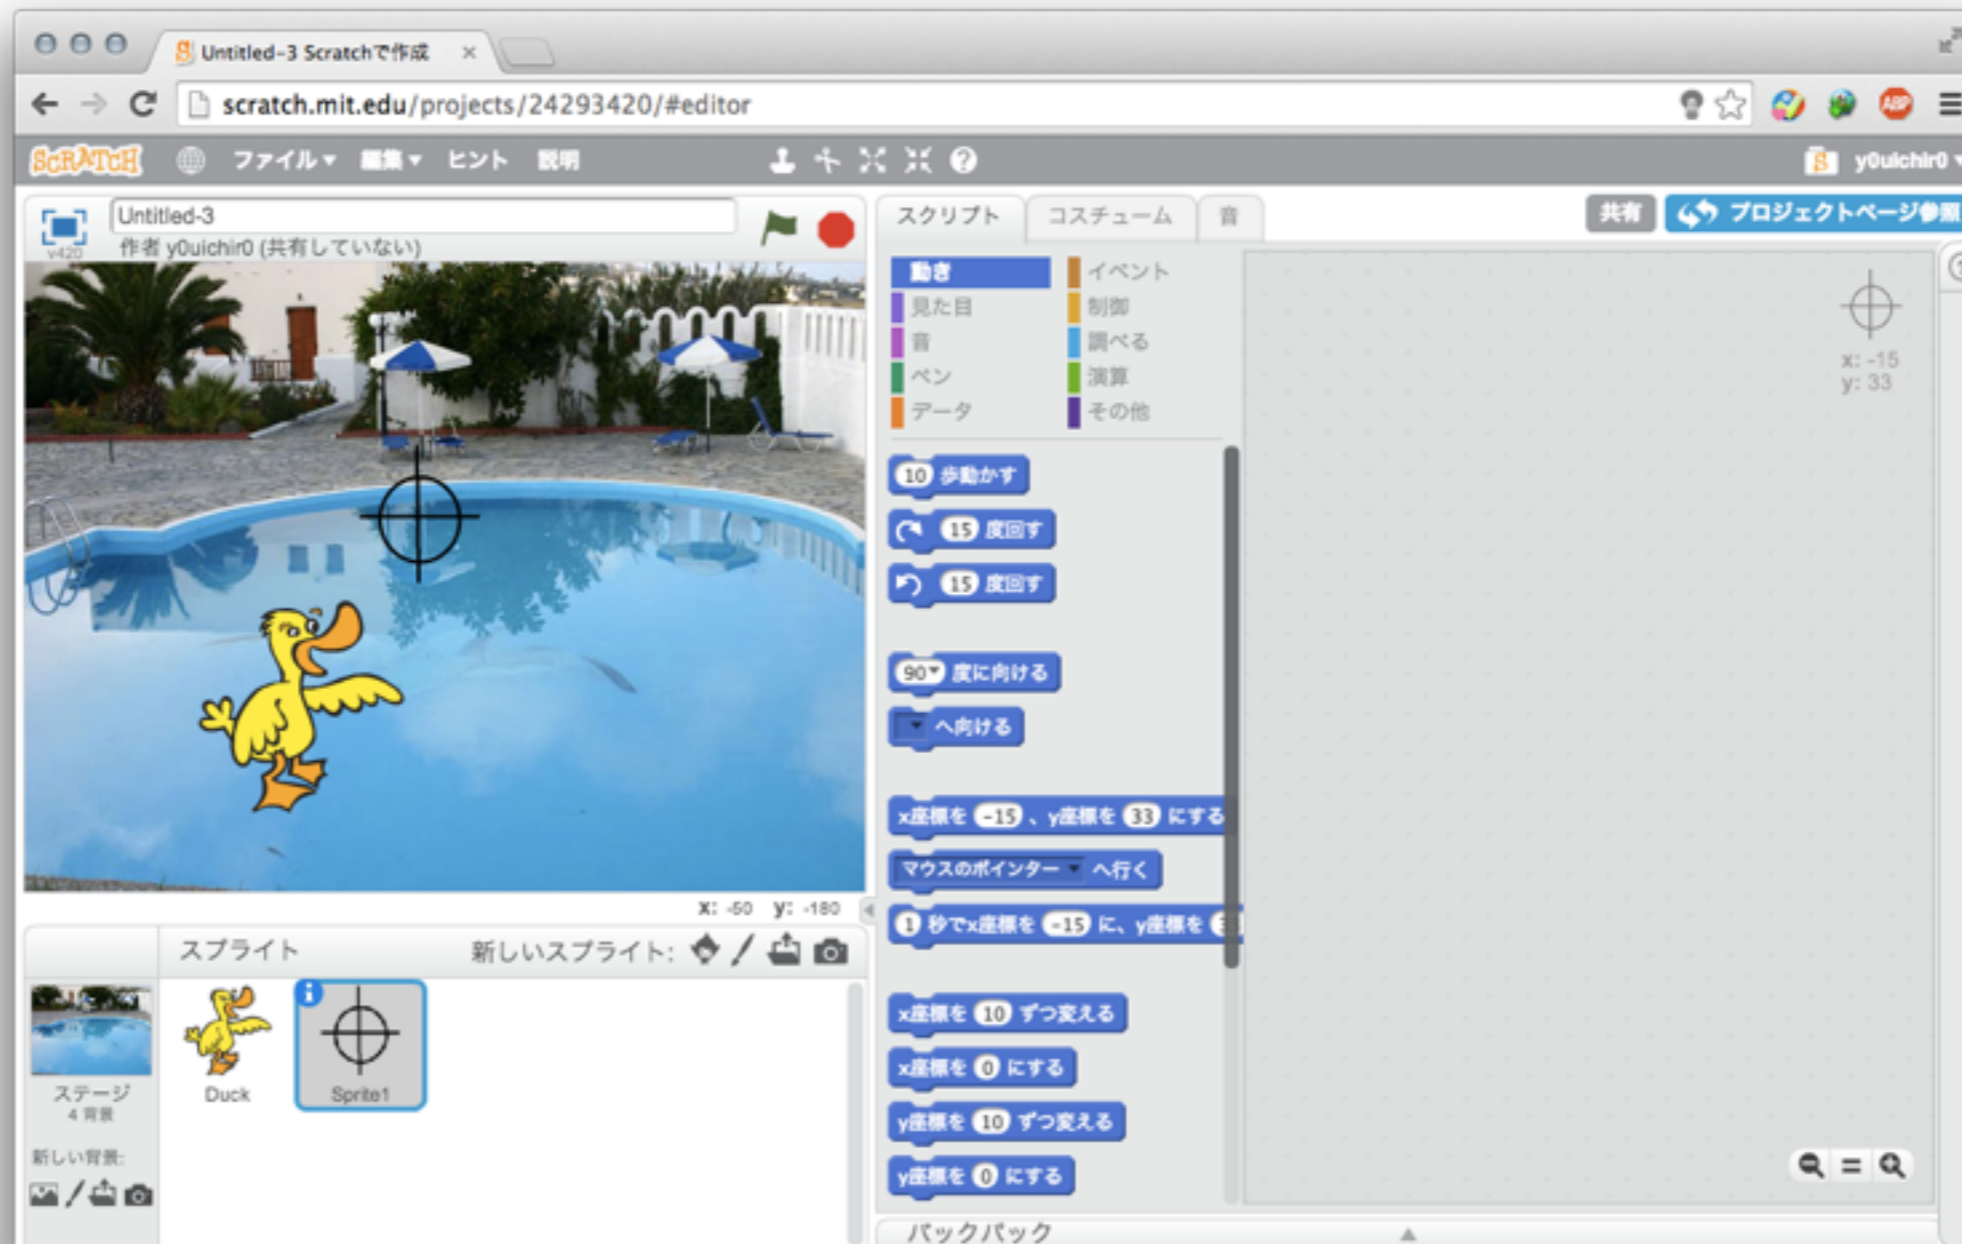 Untitled-3 Scratchで作成
scratch.mit.edu/projects/24293420/#editor
ABP
SCRATCH ファイル 編集 ヒント 説明 y0uichir0
Untitled-3
v420 作者 y0uichir0 (共有していない)
スクリプト コスチューム 音
共有 プロジェクトページ参照
動き イベント
見た目 制御
音 調べる
ペン 演算
データ その他
x: -15
y: 33
10 歩動かす
15 度回す
15 度回す
90 度に向ける
へ向ける
x座標を -15 、y座標を 33 にする
マウスのポインター へ行く
1 秒でx座標を -15 に、y座標を
x座標を 10 ずつ変える
x座標を 0 にする
y座標を 10 ずつ変える
y座標を 0 にする
x: -50 y: -180
スプライト 新しいスプライト:
ステージ
4 背景
Duck
Sprite1
新しい背景:
バックパック